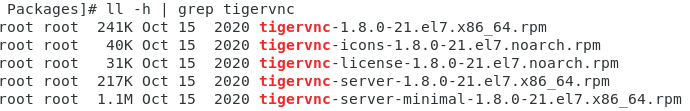 Packages]# ll -h | grep tigervnc
root root 241K Oct 15 2020 tigervnc-1.8.0-21.el7.x86_64.rpm
root root 40K Oct 15 2020 tigervnc-icons-1.8.0-21.el7.noarch.rpm
root root 31K Oct 15 2020 tigervnc-license-1.8.0-21.el7.noarch.rpm
root root 217K Oct 15 2020 tigervnc-server-1.8.0-21.el7.x86_64.rpm
root root 1.1M Oct 15 2020 tigervnc-server-minimal-1.8.0-21.el7.x86_64.rpm